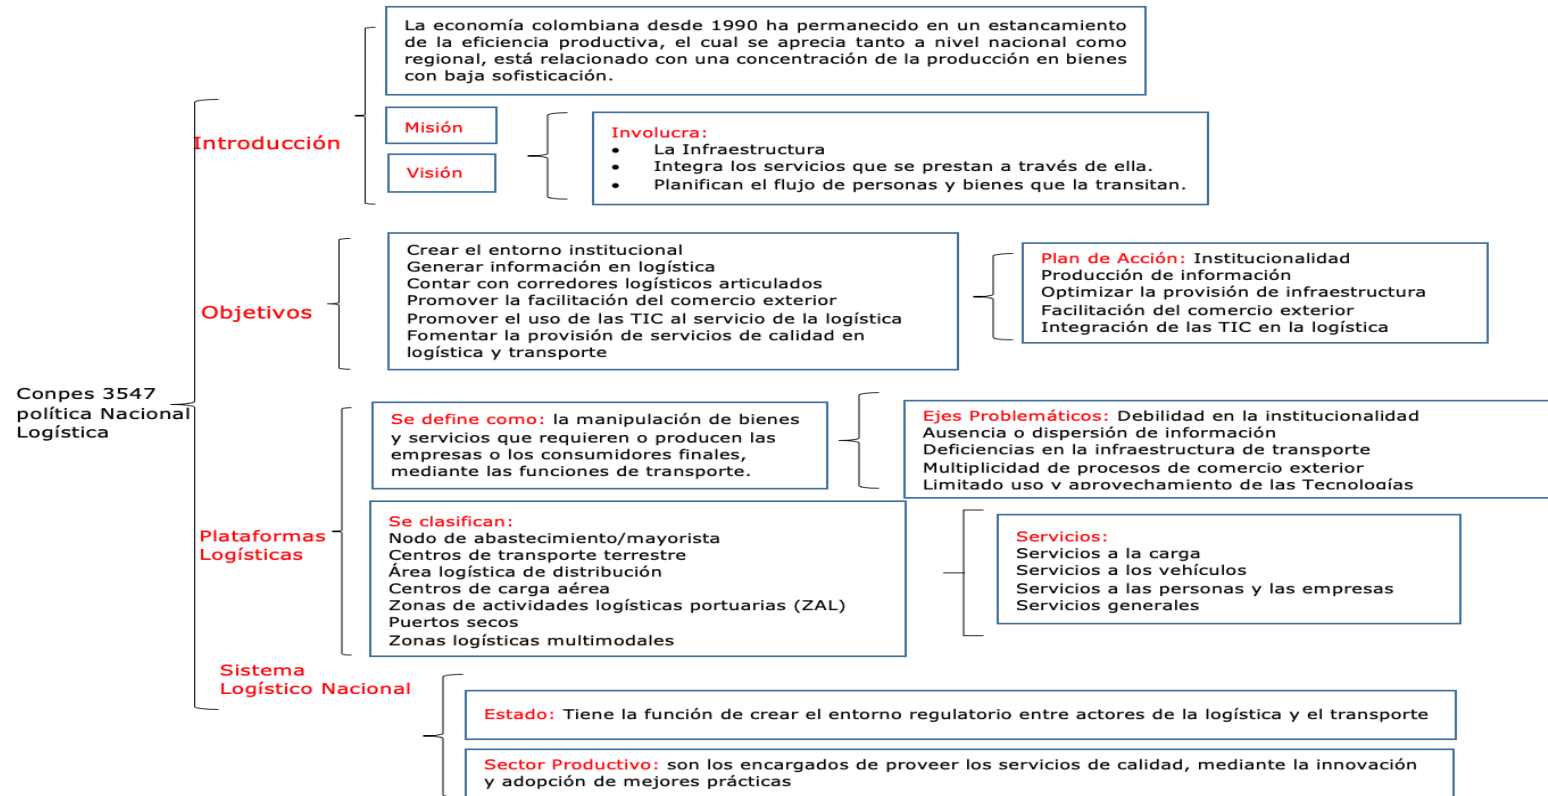 Conpes 3547
política Nacional
Logística
Introducción
La economía colombiana desde 1990 ha permanecido en un estancamiento
de la eficiencia productiva, el cual se aprecia tanto a nivel nacional como
regional, está relacionado con una concentración de la producción en bienes
con baja sofisticación.
Misión
Visión
Involucra:
• La Infraestructura
• Integra los servicios que se prestan a través de ella.
• Planifican el flujo de personas y bienes que la transitan.
Objetivos
Crear el entorno institucional
Generar información en logística
Contar con corredores logísticos articulados
Promover la facilitación del comercio exterior
Promover el uso de las TIC al servicio de la logística
Fomentar la provisión de servicios de calidad en
logística y transporte
Plan de Acción: Institucionalidad
Producción de información
Optimizar la provisión de infraestructura
Facilitación del comercio exterior
Integración de las TIC en la logística
Plataformas
Logísticas
Se define como: la manipulación de bienes
y servicios que requieren o producen las
empresas o los consumidores finales,
mediante las funciones de transporte.
Ejes Problemáticos: Debilidad en la institucionalidad
Ausencia o dispersión de información
Deficiencias en la infraestructura de transporte
Multiplicidad de procesos de comercio exterior
Limitado uso y aprovechamiento de las Tecnologías
Se clasifican:
Nodo de abastecimiento/mayorista
Centros de transporte terrestre
Área logística de distribución
Centros de carga aérea
Zonas de actividades logísticas portuarias (ZAL)
Puertos secos
Zonas logísticas multimodales
Servicios:
Servicios a la carga
Servicios a los vehículos
Servicios a las personas y las empresas
Servicios generales
Sistema
Logístico Nacional
Estado: Tiene la función de crear el entorno regulatorio entre actores de la logística y el transporte
Sector Productivo: son los encargados de proveer los servicios de calidad, mediante la innovación
y adopción de mejores prácticas